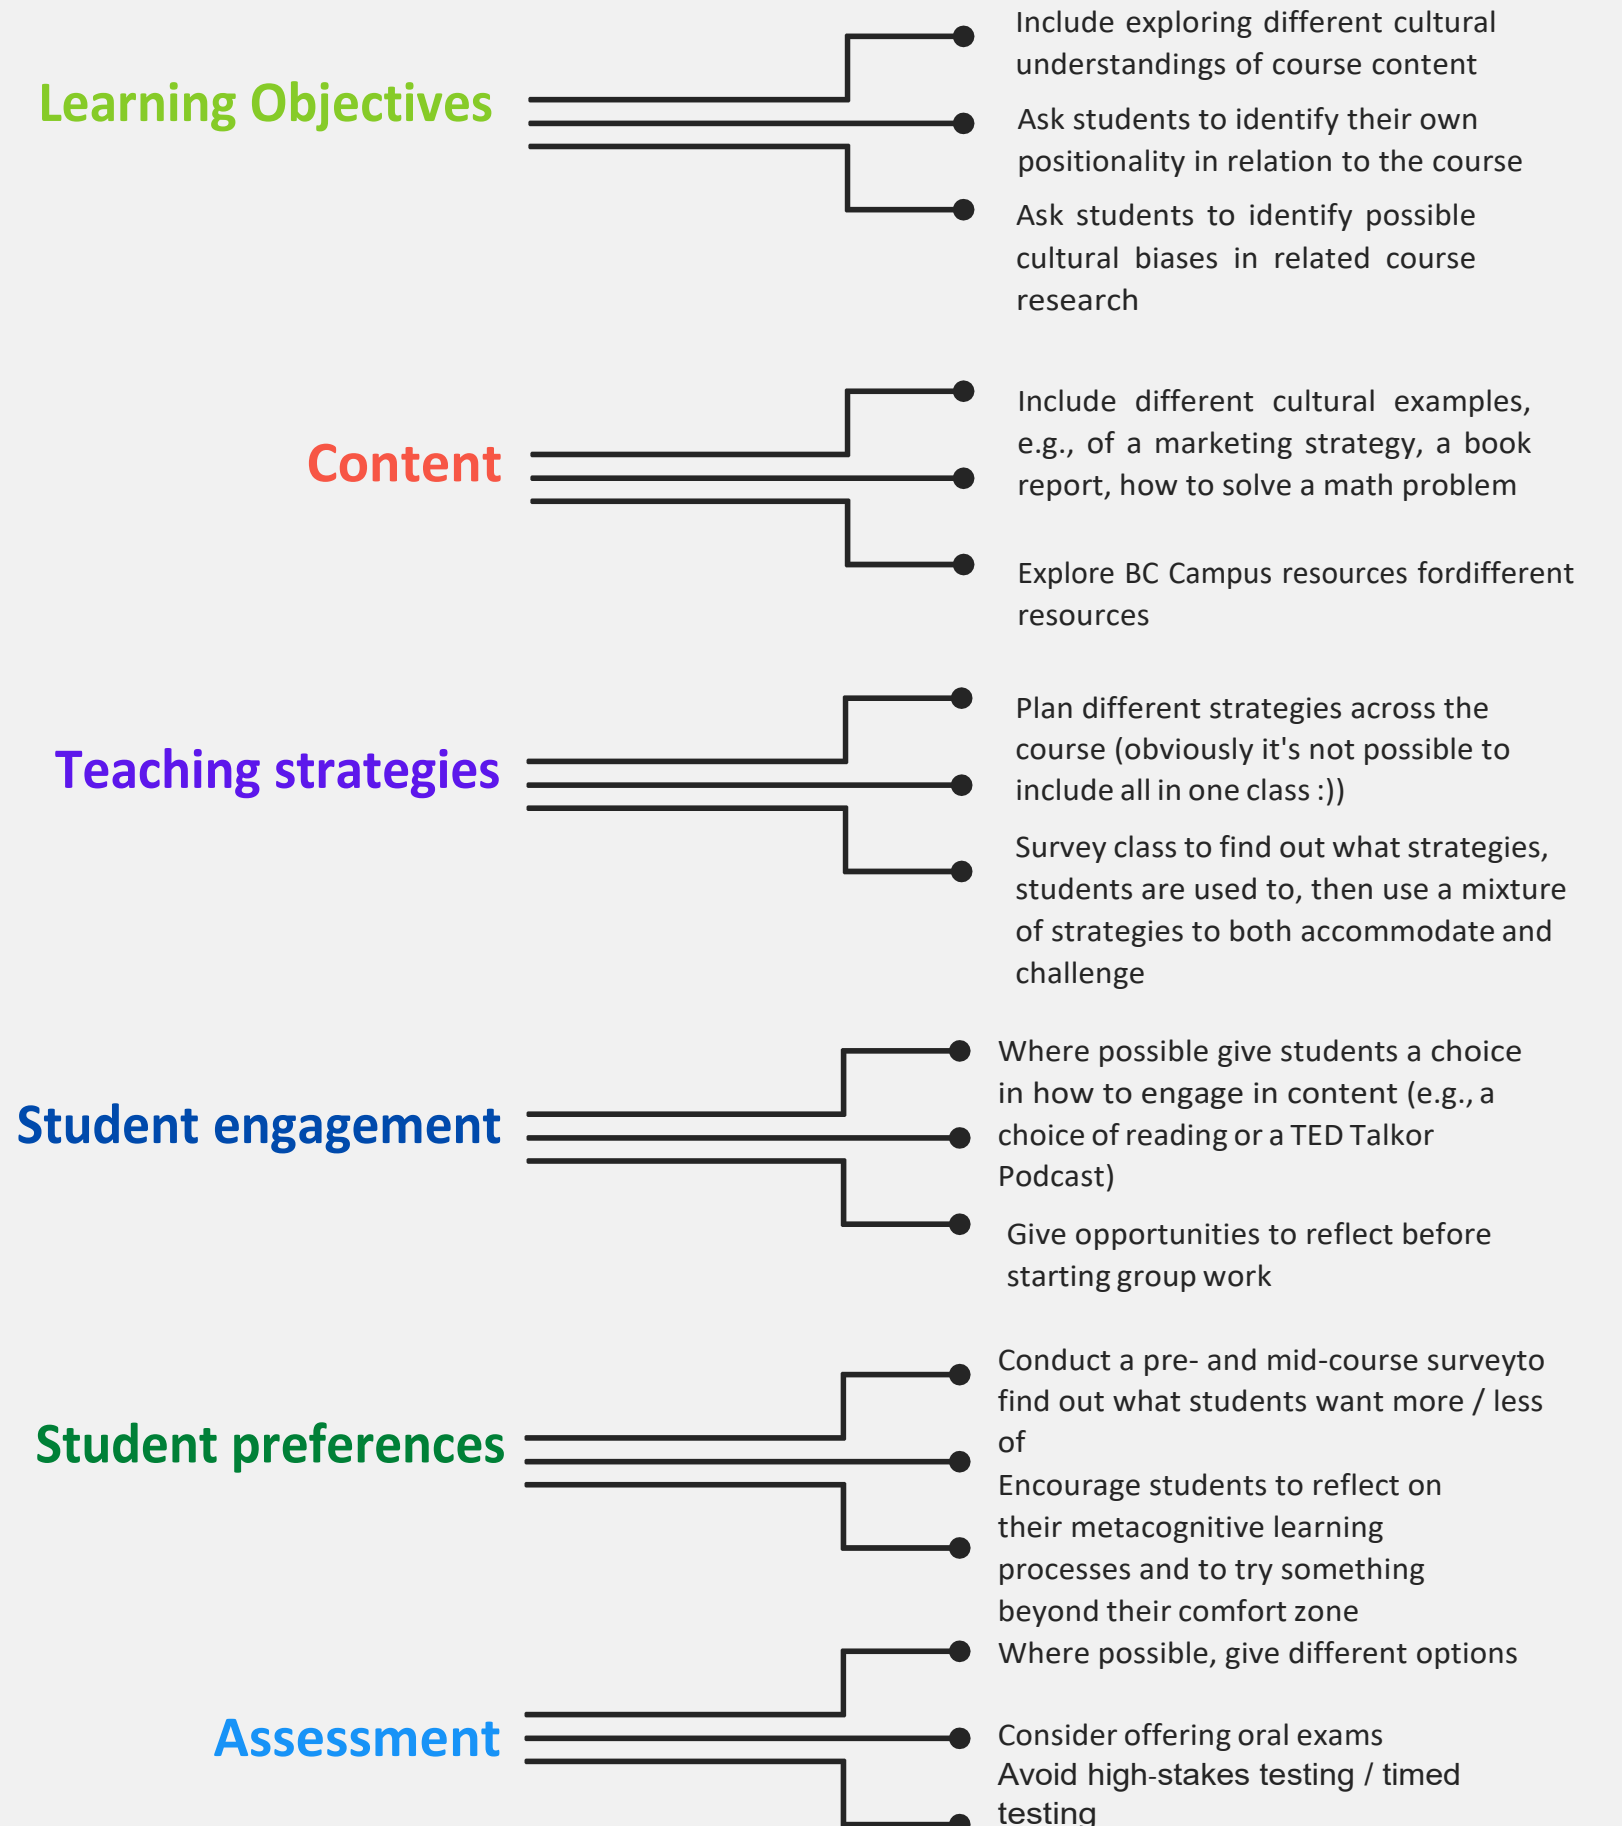 Learning Objectives
Include exploring different cultural
understandings of course content
Ask students to identify their own
positionality in relation to the course
Ask students to identify possible
cultural biases in related course
research
Content
Include different cultural examples,
e.g., of a marketing strategy, a book
report, how to solve a math problem
Explore BC Campus resources fordifferent
resources
Teaching strategies
Plan different strategies across the
course (obviously it's not possible to
include all in one class :))
Survey class to find out what strategies,
students are used to, then use a mixture
of strategies to both accommodate and
challenge
Student engagement
Where possible give students a choice
in how to engage in content (e.g., a
choice of reading or a TED Talkor
Podcast)
Give opportunities to reflect before
starting group work
Student preferences
Conduct a pre- and mid-course surveyto
find out what students want more / less
of
Encourage students to reflect on
their metacognitive learning
processes and to try something
beyond their comfort zone
Assessment
Where possible, give different options
Consider offering oral exams
Avoid high-stakes testing / timed
testing